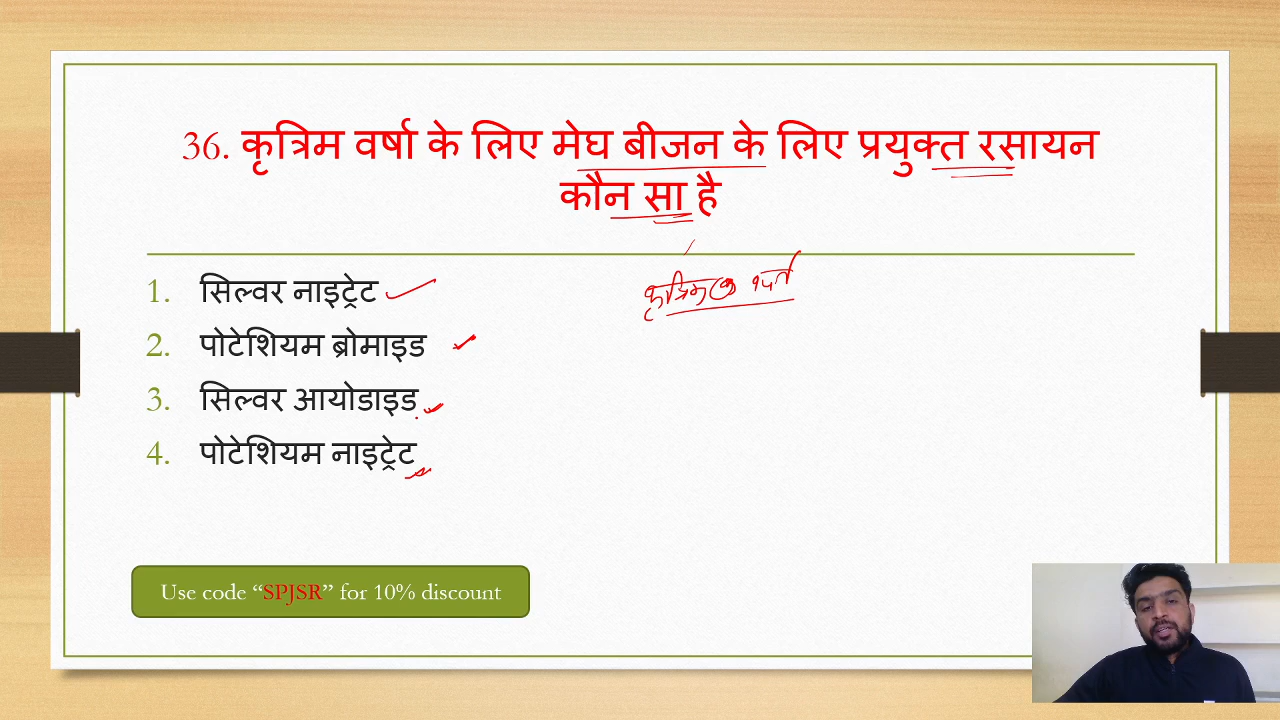 36. कृत्रिम वर्षा के लिए मेघ बीजन के लिए प्रयुक्त रसायन
कौन सा है
1. सिल्वर नाइट्रेट
2. पोटेशियम ब्रोमाइड
3. सिल्वर आयोडाइड
4. पोटेशियम नाइट्रेट
कृत्रिम
Use code “SPJSR” for 10% discount